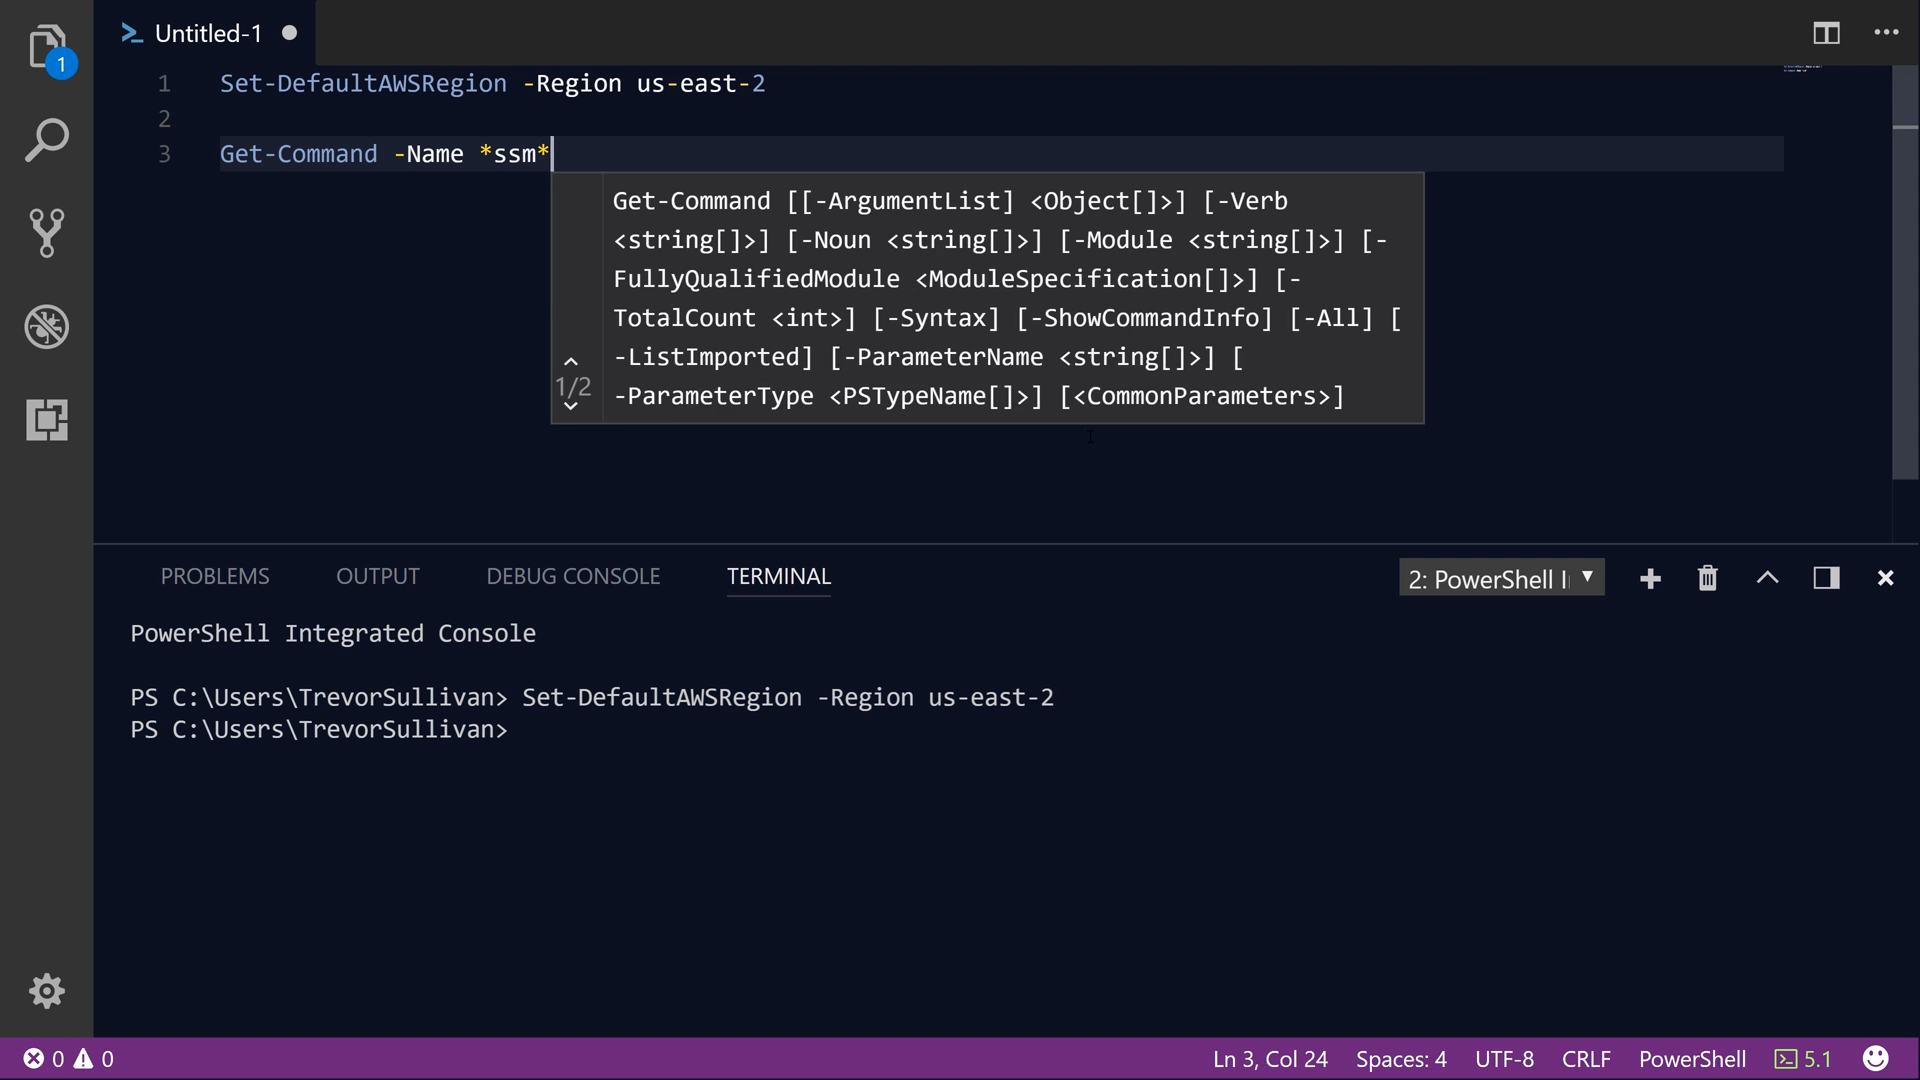 1
Untitled-1
1 Set-DefaultAWSRegion -Region us-east-2
2
3 Get-Command -Name *ssm*
Get-Command [[-ArgumentList] <Object[]>] [-Verb
<string[]>] [-Noun <string[]>] [-Module <string[]>] [-
FullyQualifiedModule <ModuleSpecification[]>] [-
TotalCount <int>] [-Syntax] [-ShowCommandInfo] [-All] [
-ListImported] [-ParameterName <string[]>] [
-ParameterType <PSTypeName[]>] [<CommonParameters>]
1/2
PROBLEMS OUTPUT DEBUG CONSOLE TERMINAL 2: PowerShell I
PowerShell Integrated Console
PS C:\Users\TrevorSullivan> Set-DefaultAWSRegion -Region us-east-2
PS C:\Users\TrevorSullivan>
0 0 Ln 3, Col 24 Spaces: 4 UTF-8 CRLF PowerShell 5.1